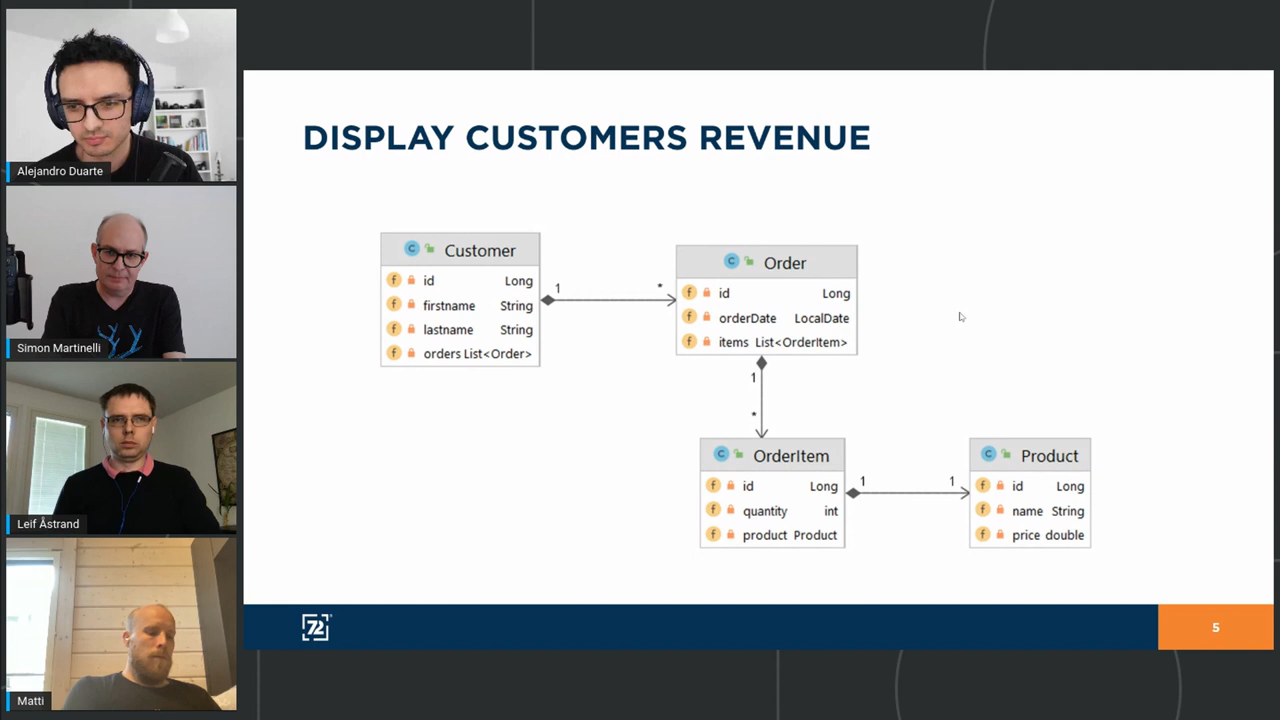 Alejandro Duarte
Simon Martinelli
Leif Åstrand
Matti
DISPLAY CUSTOMERS REVENUE
C Customer
f id Long
f firstname String
f lastname String
f orders List<Order>
1 *
C Order
f id Long
f orderDate LocalDate
f items List<OrderItem>
1
*
C OrderItem
f id Long
f quantity int
f product Product
1 1
C Product
f id Long
f name String
f price double
72
5